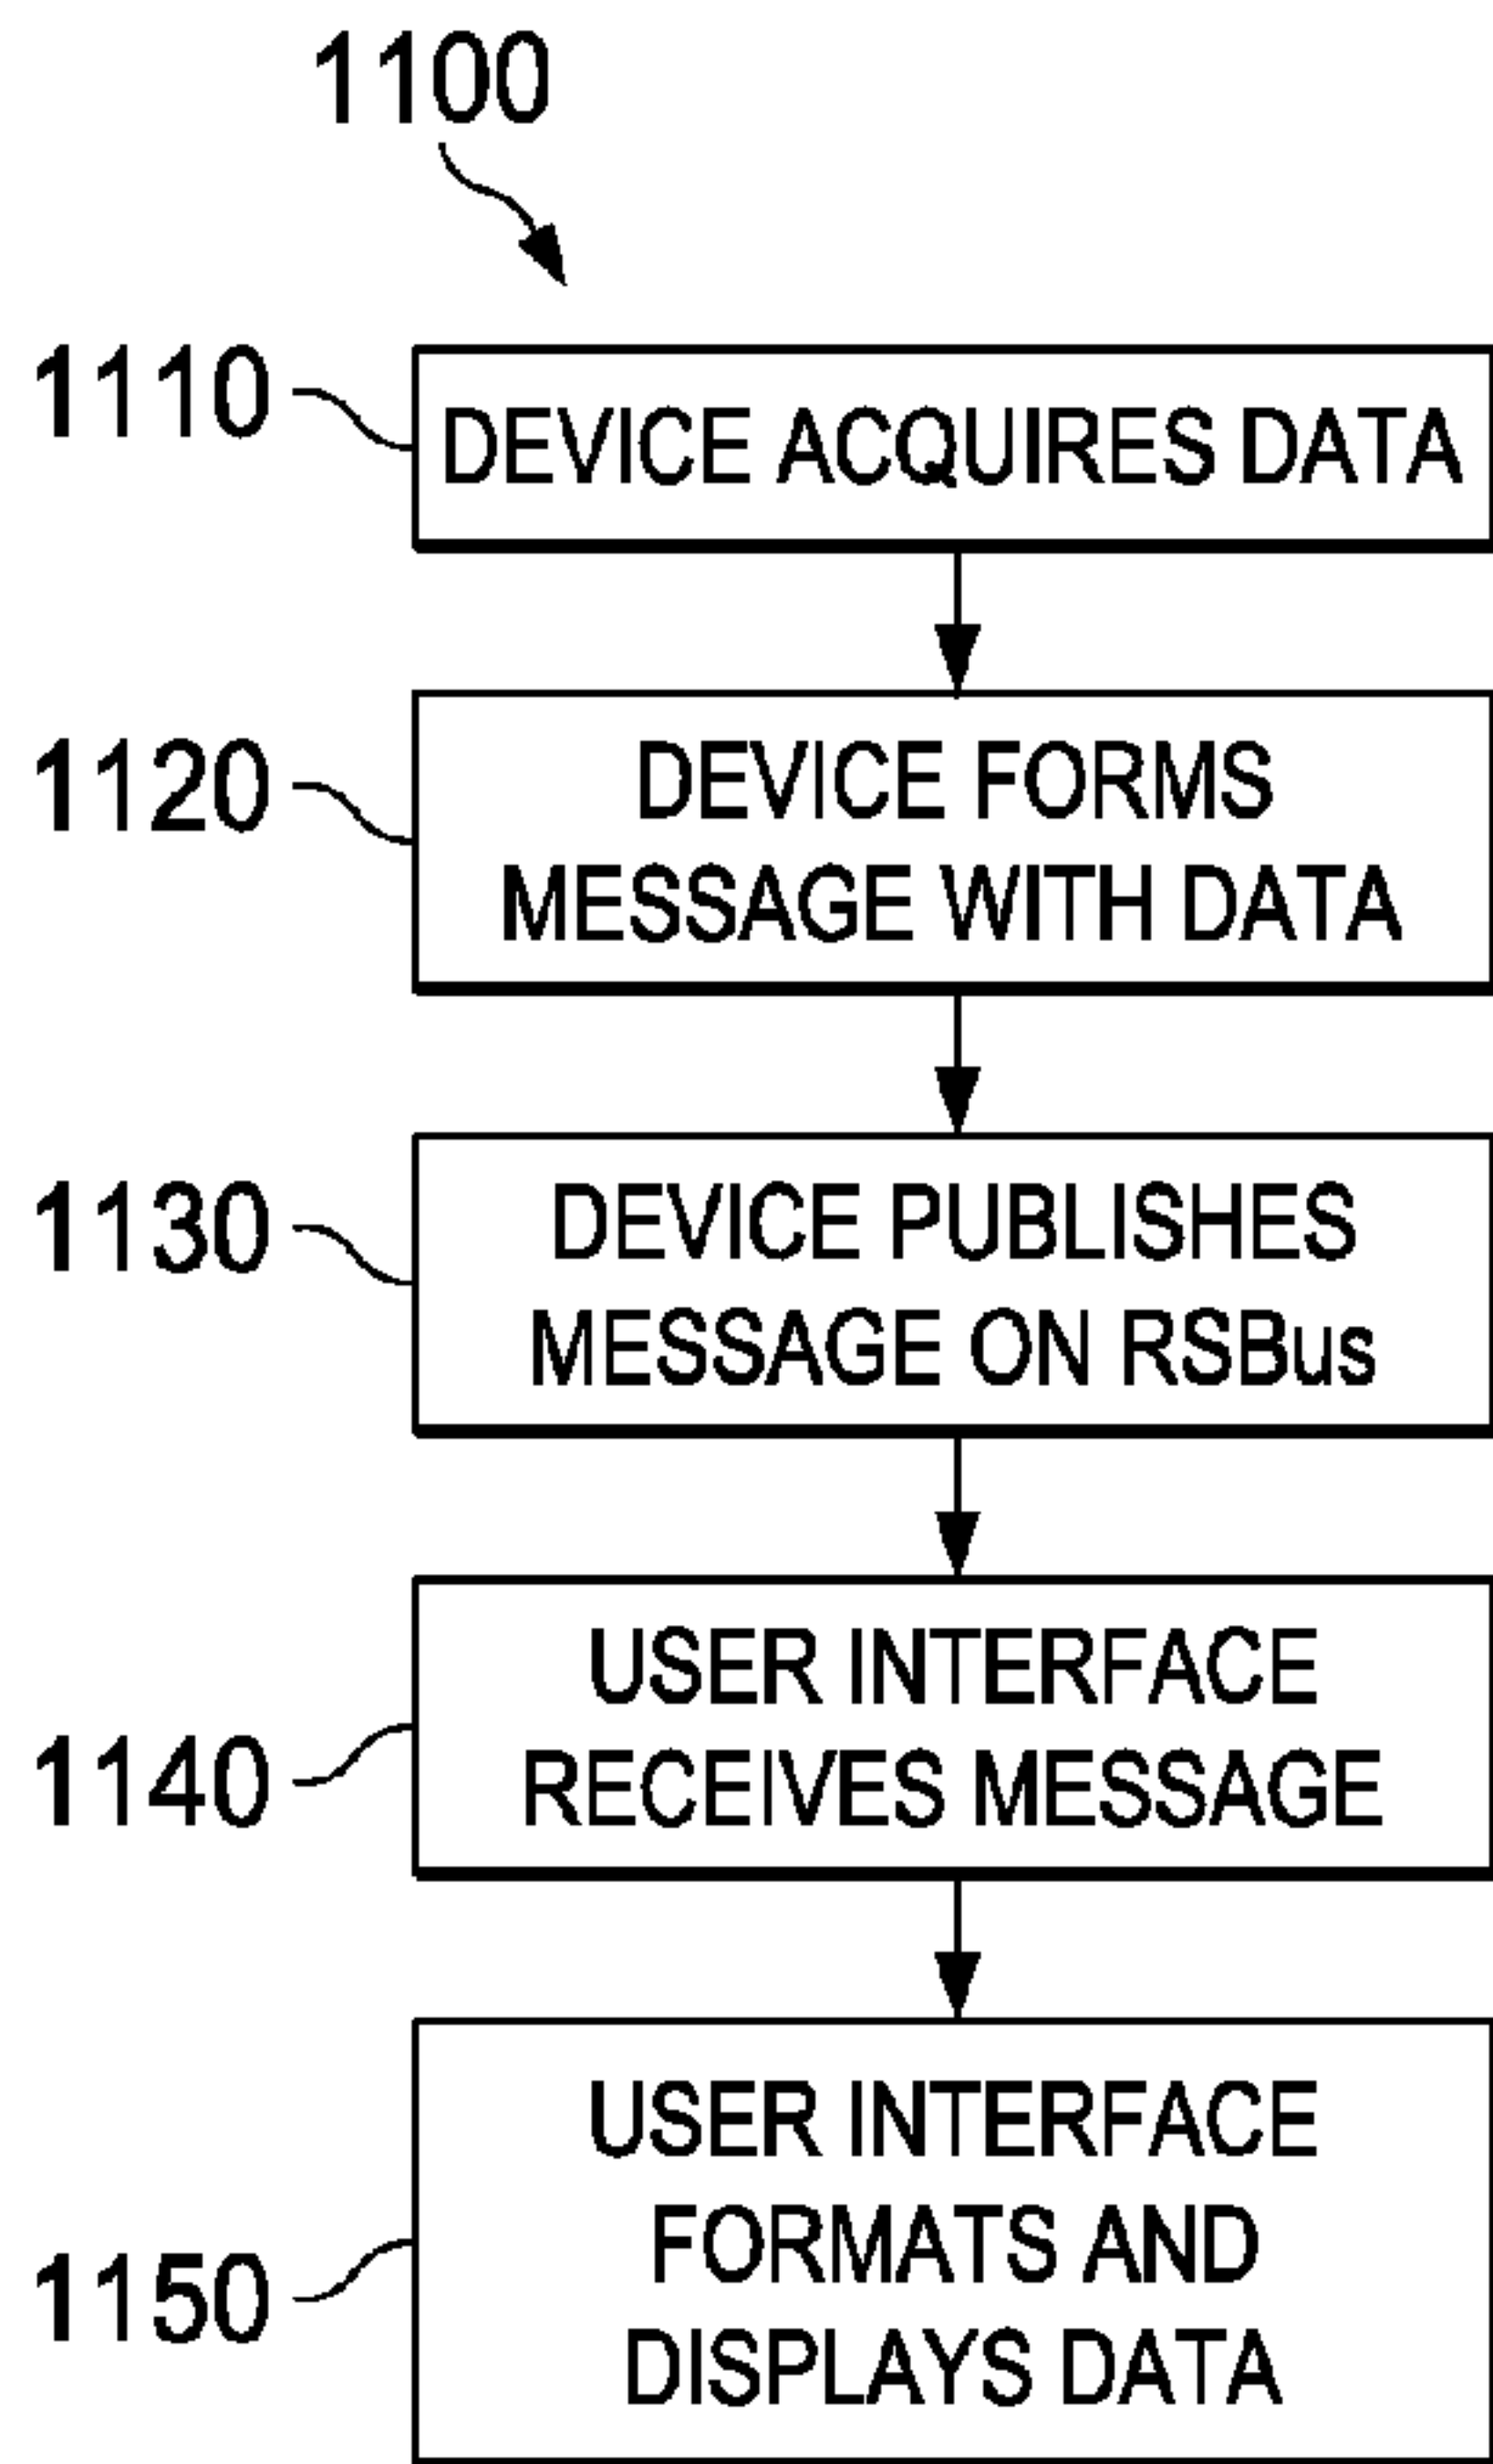 1100
1110
DEVICE ACQUIRES DATA
1120
DEVICE FORMS
MESSAGE WITH DATA
1130
DEVICE PUBLISHES
MESSAGE ON RSBus
1140
USER INTERFACE
RECEIVES MESSAGE
1150
USER INTERFACE
FORMATS AND
DISPLAYS DATA